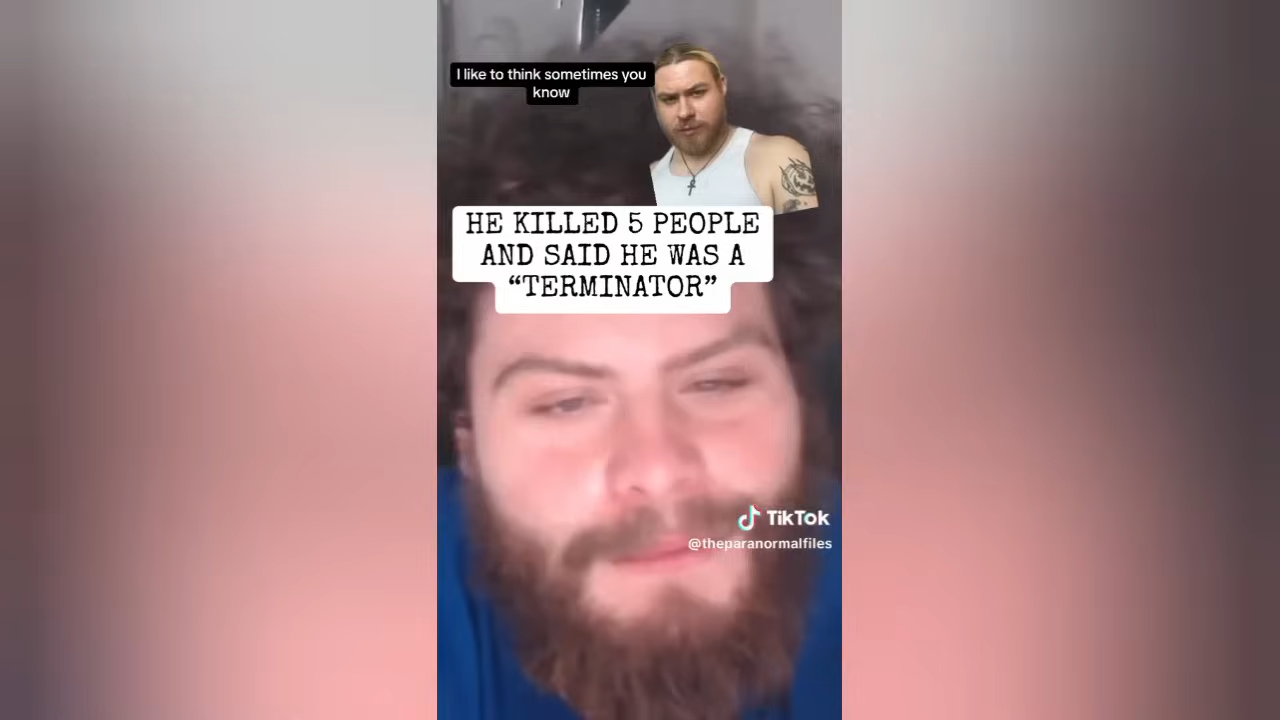 I like to think sometimes you
know
HE KILLED 5 PEOPLE
AND SAID HE WAS A
“TERMINATOR”
TikTok
@theparanormalfiles